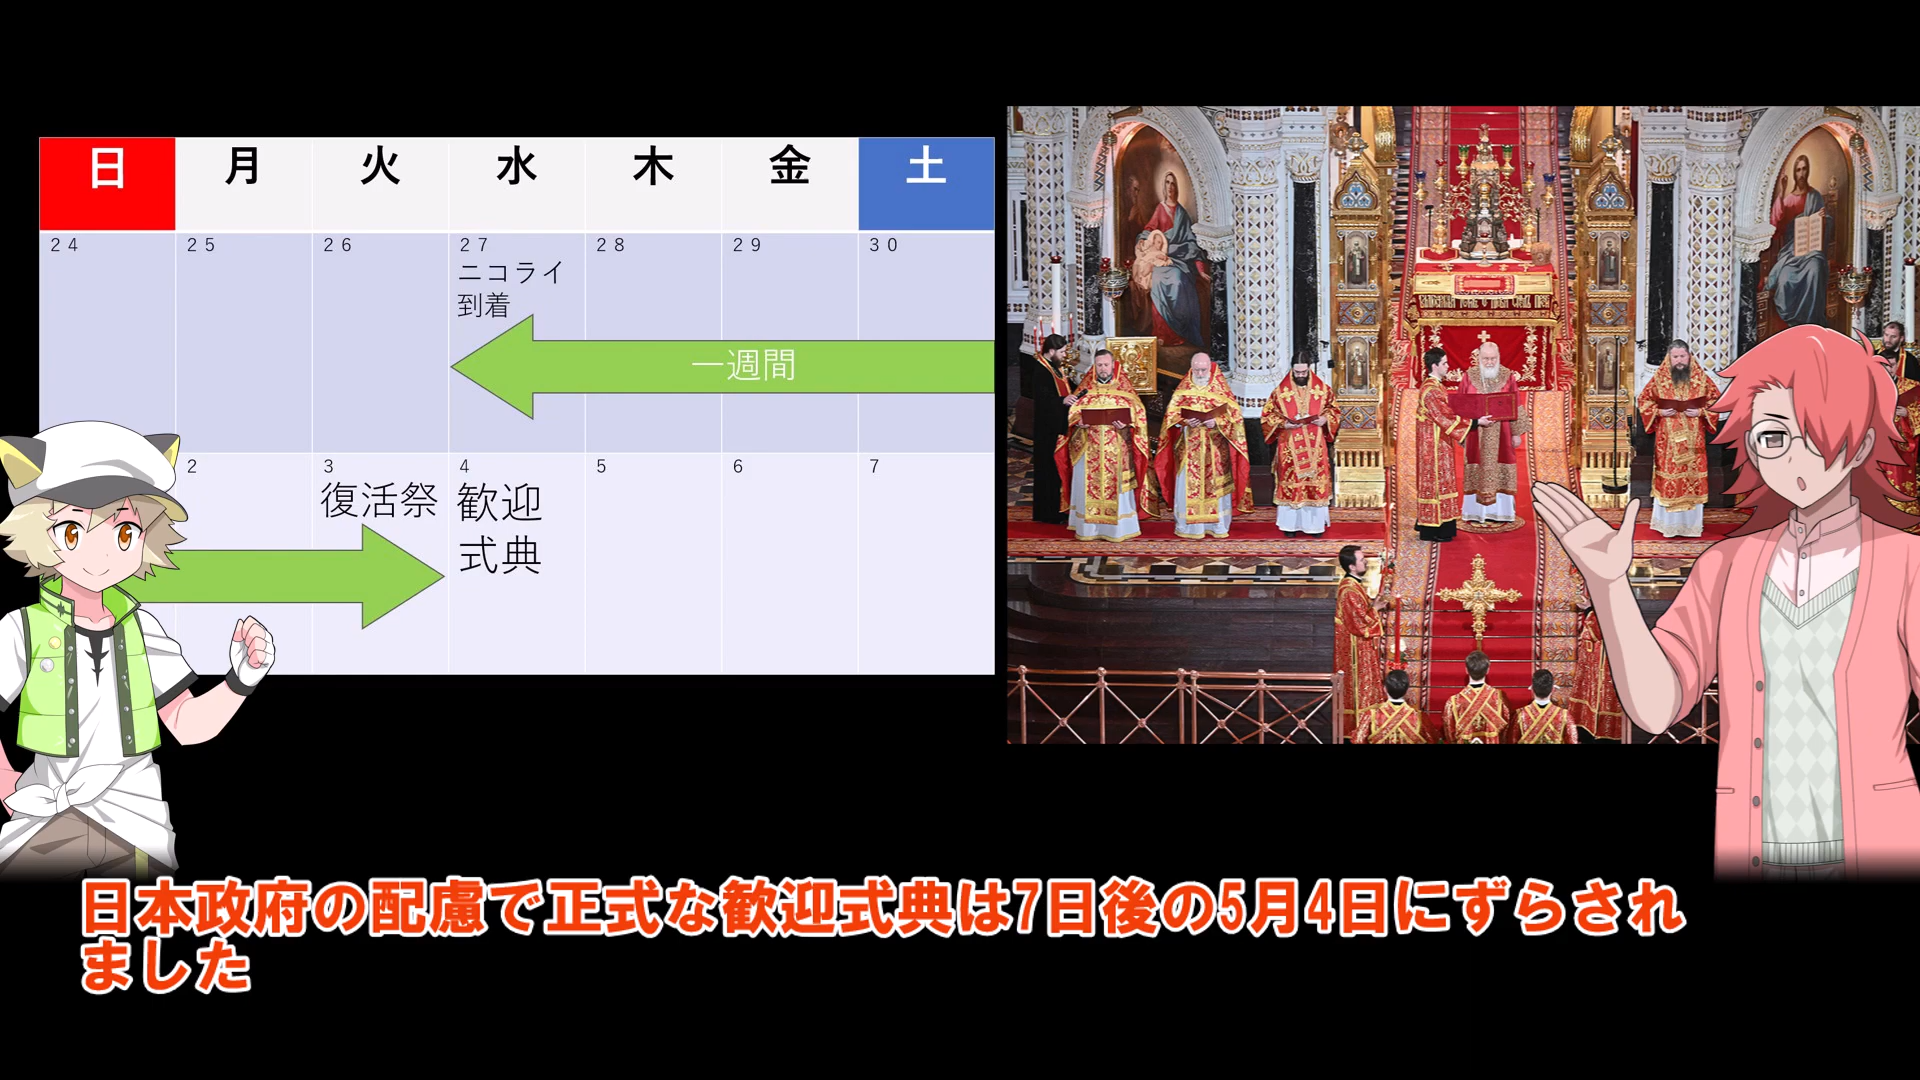 日 月 火 水 木 金 土
24 25 26 27 28 29 30
ニコライ
到着
一週間
2 3 4 5 6 7
復活祭
歓迎
式典
日本政府の配慮で正式な歓迎式典は7日後の5月4日にずらされ
ました